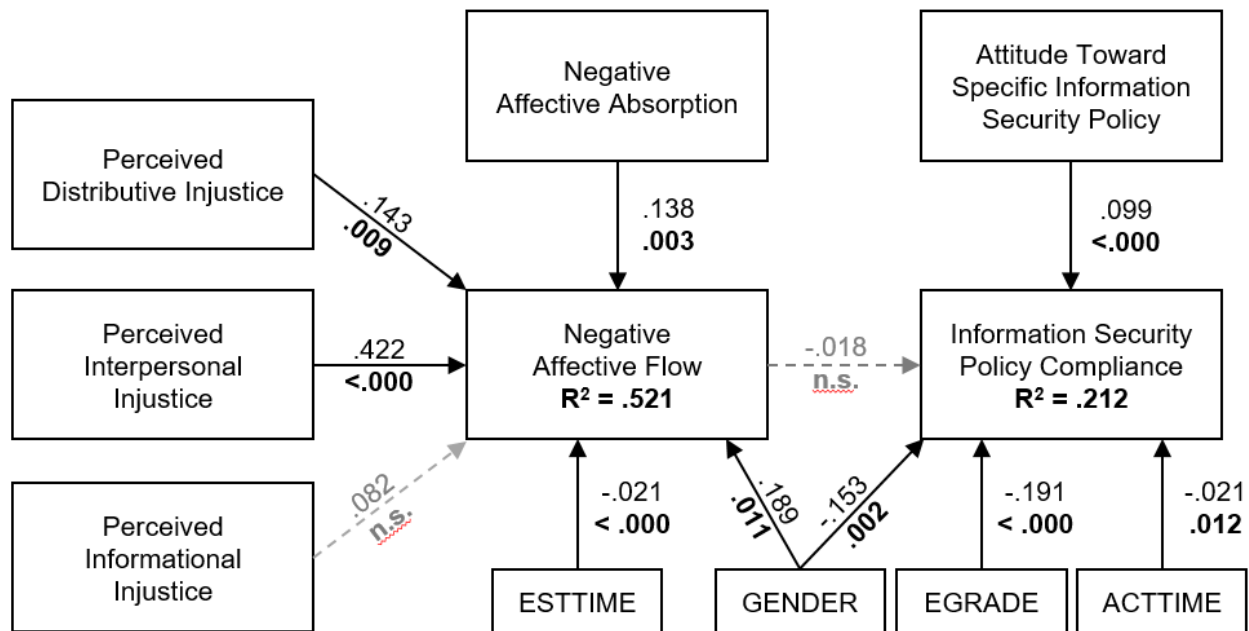 Perceived
Distributive Injustice
Perceived
Interpersonal
Injustice
Perceived
Informational
Injustice
Negative
Affective Absorption
Attitude Toward
Specific Information
Security Policy
.143
.009
.138
.003
.099
<.000
.422
<.000
Negative
Affective Flow
R² = .521
-.018
n.s.
Information Security
Policy Compliance
R² = .212
.082
n.s.
-.021
< .000
.189
.011
-.153
.002
-.191
< .000
-.021
.012
ESTTIME
GENDER
EGRADE
ACTTIME